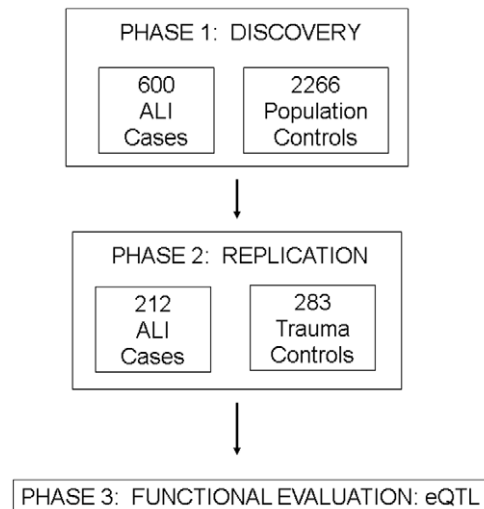 PHASE 1: DISCOVERY
600
ALI
Cases
2266
Population
Controls
PHASE 2: REPLICATION
212
ALI
Cases
283
Trauma
Controls
PHASE 3: FUNCTIONAL EVALUATION: eQTL